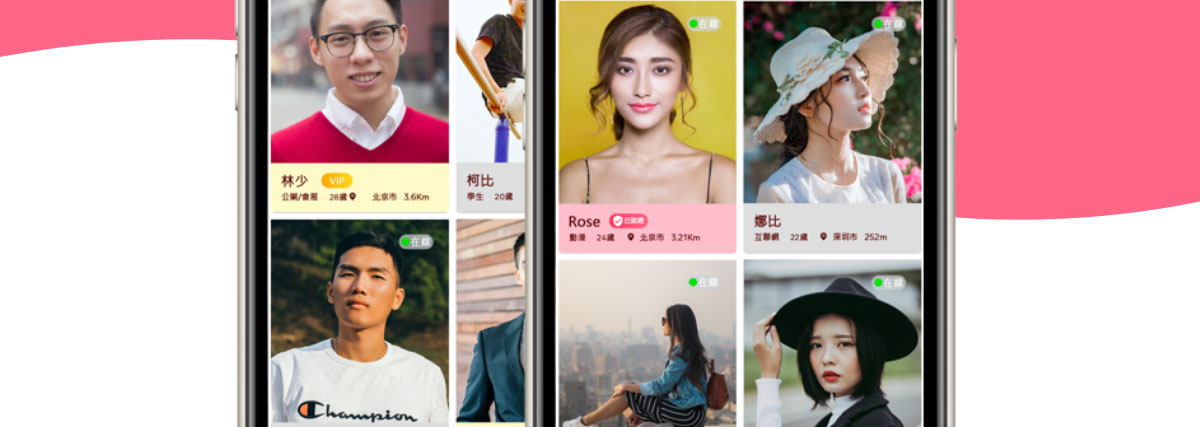 林少 VIP
公關/會展 28歲 北京市 3.6Km
柯比
學生 20歲
在線
Champion
在線
在線
Rose 已認證
動漫 24歲 北京市 3.21Km
娜比
互聯網 22歲 深圳市 252m
在線
在線